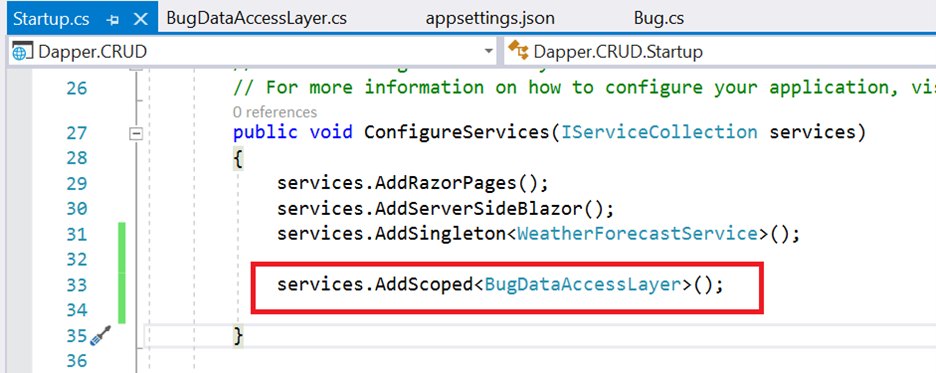 Startup.cs BugDataAccessLayer.cs appsettings.json Bug.cs
Dapper.CRUD Dapper.CRUD.Startup
26 // For more information on how to configure your application, vis
0 references
27 public void ConfigureServices(IServiceCollection services)
28 {
29 services.AddRazorPages();
30 services.AddServerSideBlazor();
31 services.AddSingleton<WeatherForecastService>();
32
33 services.AddScoped<BugDataAccessLayer>();
34
35 }
36